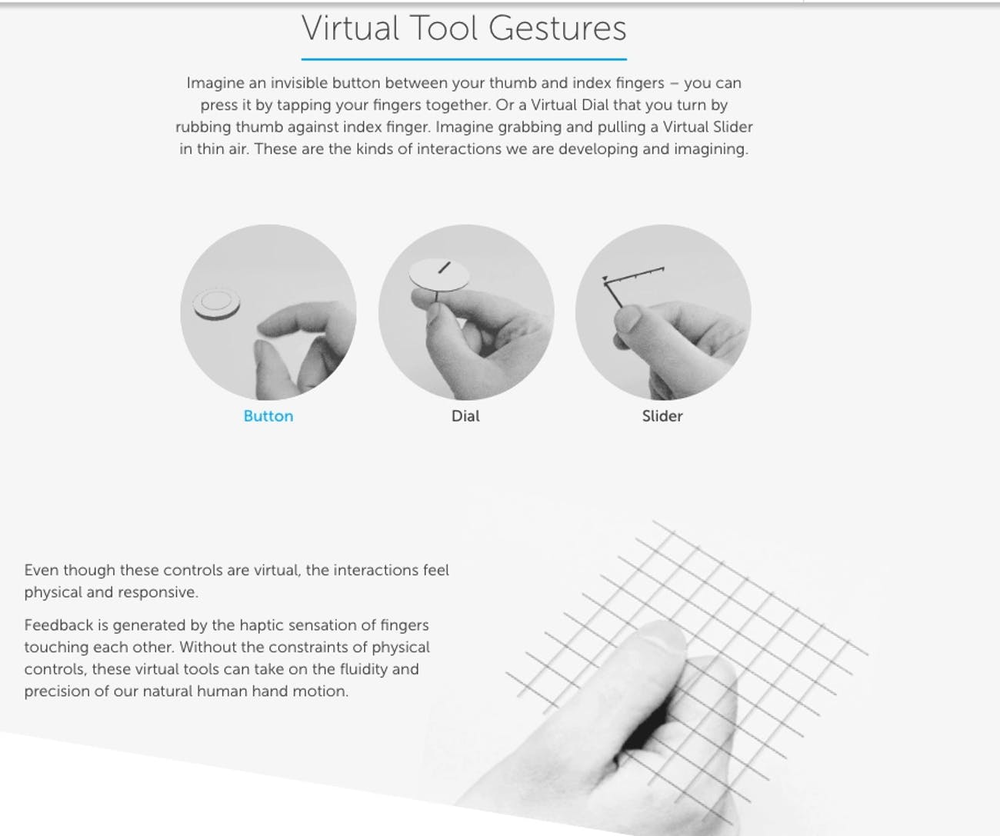 Virtual Tool Gestures
Imagine an invisible button between your thumb and index fingers – you can
press it by tapping your fingers together. Or a Virtual Dial that you turn by
rubbing thumb against index finger. Imagine grabbing and pulling a Virtual Slider
in thin air. These are the kinds of interactions we are developing and imagining.
Button
Dial
Slider
Even though these controls are virtual, the interactions feel
physical and responsive.
Feedback is generated by the haptic sensation of fingers
touching each other. Without the constraints of physical
controls, these virtual tools can take on the fluidity and
precision of our natural human hand motion.